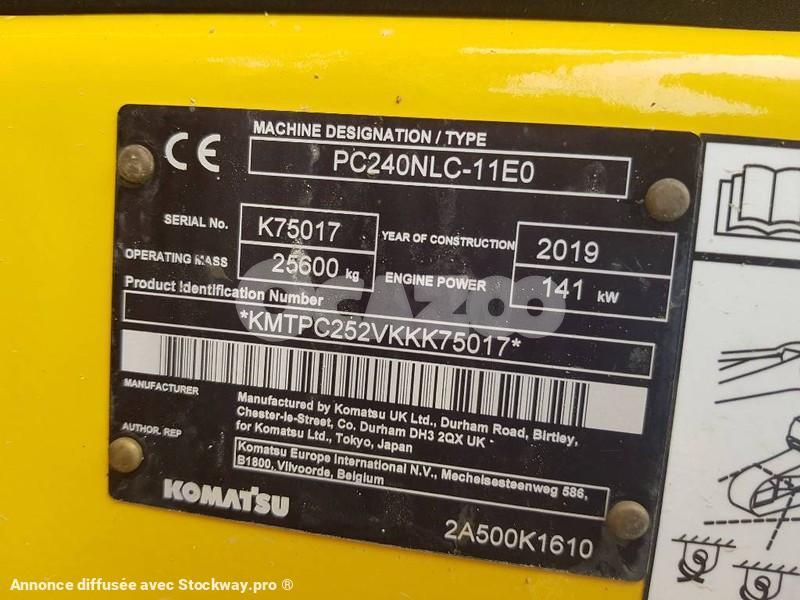 CE
MACHINE DESIGNATION / TYPE
PC240NLC-11E0
SERIAL No. K75017 YEAR OF CONSTRUCTION 2019
OPERATING MASS 25600 kg ENGINE POWER 141 kW
Product Identification Number
*KMTPC252VKKK75017*
OCAZOO
MANUFACTURER
Manufactured by Komatsu UK Ltd., Durham Road, Birtley,
Chester-le-Street, Co. Durham DH3 2QX UK
for Komatsu Ltd., Tokyo, Japan
AUTHOR. REP
Komatsu Europe International N.V., Mechelsesteenweg 586,
B1800, Vilvoorde, Belgium
KOMATSU
2A500K1610
Annonce diffusée avec Stockway.pro ®